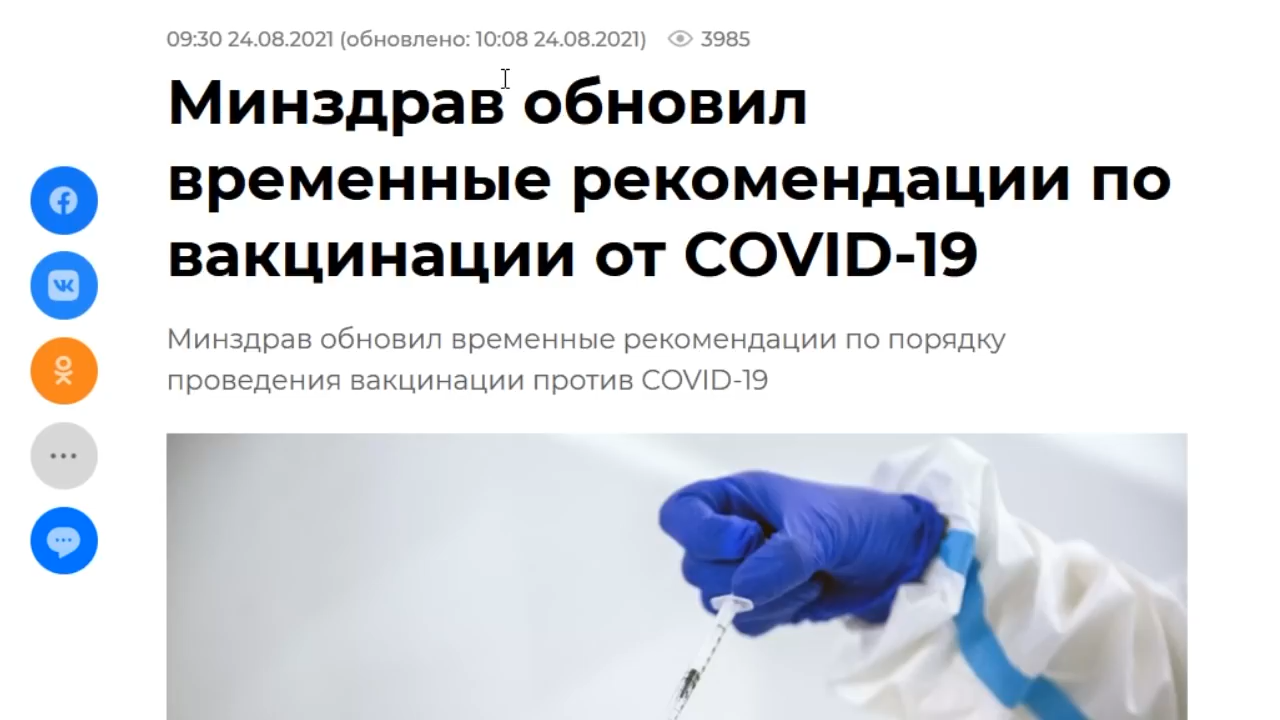 09:30 24.08.2021 (обновлено: 10:08 24.08.2021) 3985
Минздрав обновил
временные рекомендации по
вакцинации от COVID-19
Минздрав обновил временные рекомендации по порядку
проведения вакцинации против COVID-19